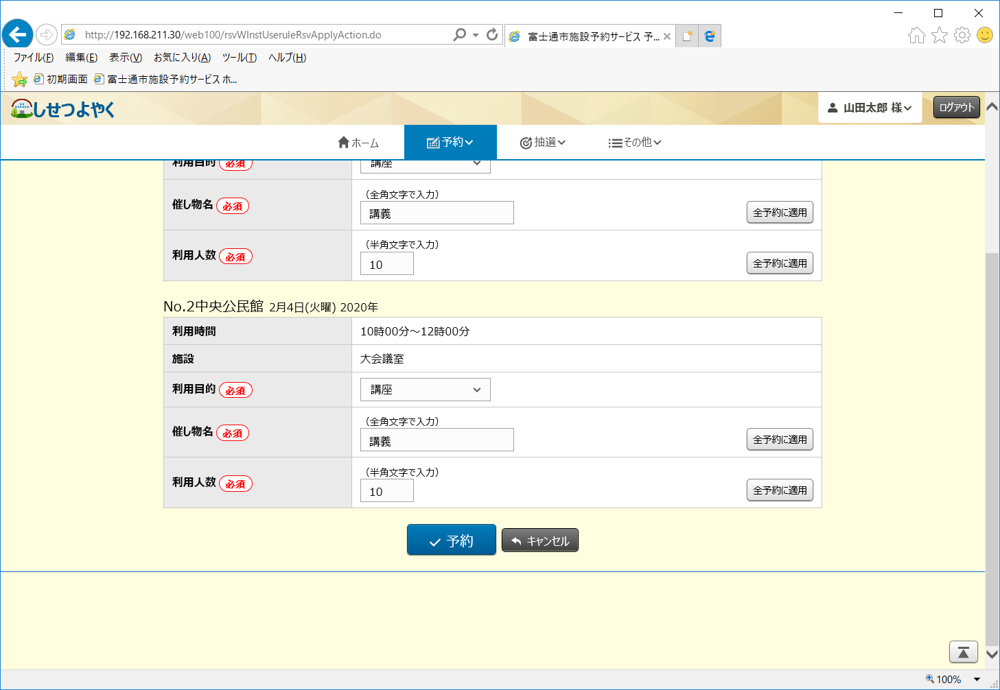 http://192.168.211.30/web100/rsvWInstUseruleRsvApplyAction.do
富士通市施設予約サービス 予...
ファイル(F) 編集(E) 表示(V) お気に入り(A) ツール(T) ヘルプ(H)
初期画面 富士通市施設予約サービス ホ...
しせつよやく
山田太郎 様
ログアウト
ホーム 予約 抽選 その他
利用目的 必須 講座
催し物名 必須
（全角文字で入力）
講義
全予約に適用
利用人数 必須
（半角文字で入力）
10
全予約に適用
No.2中央公民館 2月4日(火曜) 2020年
利用時間 10時00分～12時00分
施設 大会議室
利用目的 必須 講座
催し物名 必須
（全角文字で入力）
講義
全予約に適用
利用人数 必須
（半角文字で入力）
10
全予約に適用
予約 キャンセル
100%